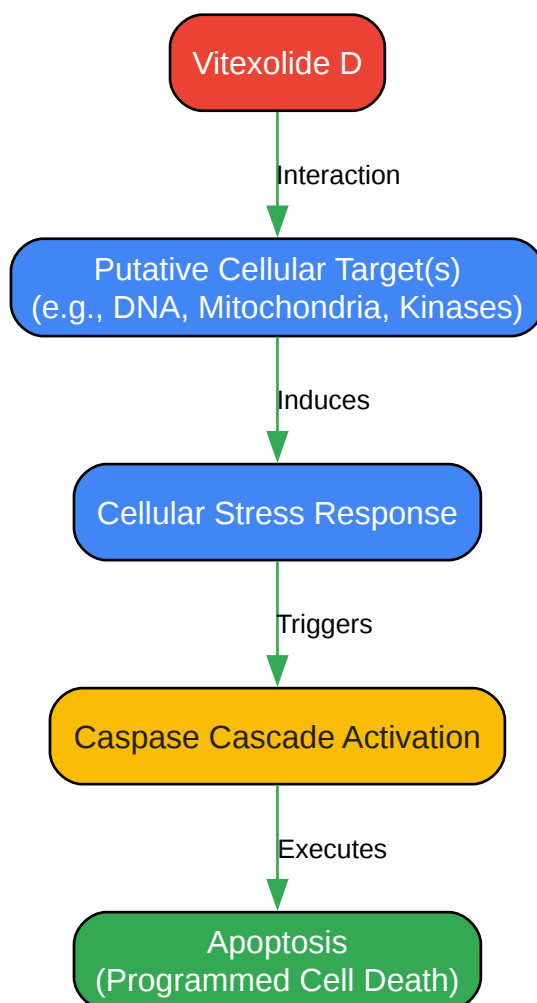 Vitexolide D
Interaction
Putative Cellular Target(s)
(e.g., DNA, Mitochondria, Kinases)
Induces
Cellular Stress Response
Triggers
Caspase Cascade Activation
Executes
Apoptosis
(Programmed Cell Death)